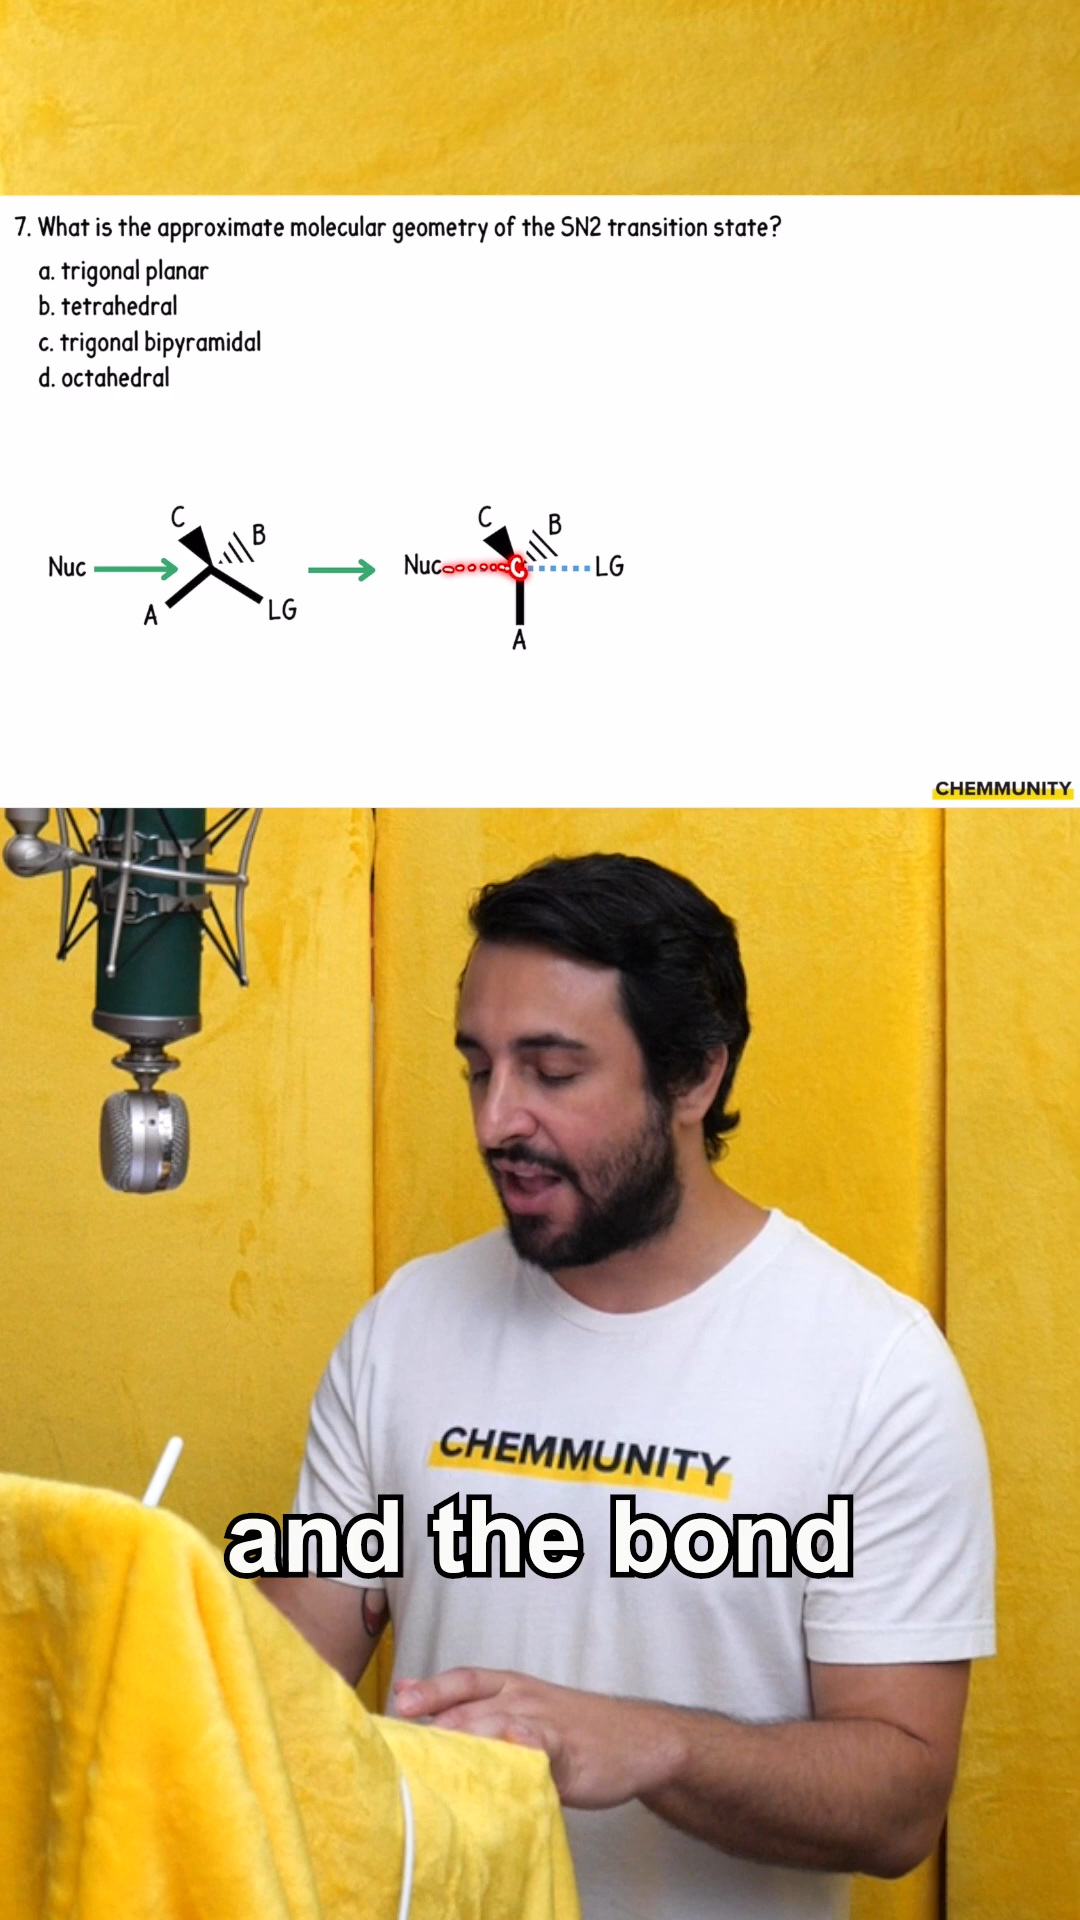 7. What is the approximate molecular geometry of the SN2 transition state?
a. trigonal planar
b. tetrahedral
c. trigonal bipyramidal
d. octahedral
C
B
Nuc
A
LG
C
B
Nuc
C
LG
A
CHEMMUNITY
CHEMMUNITY
and the bond